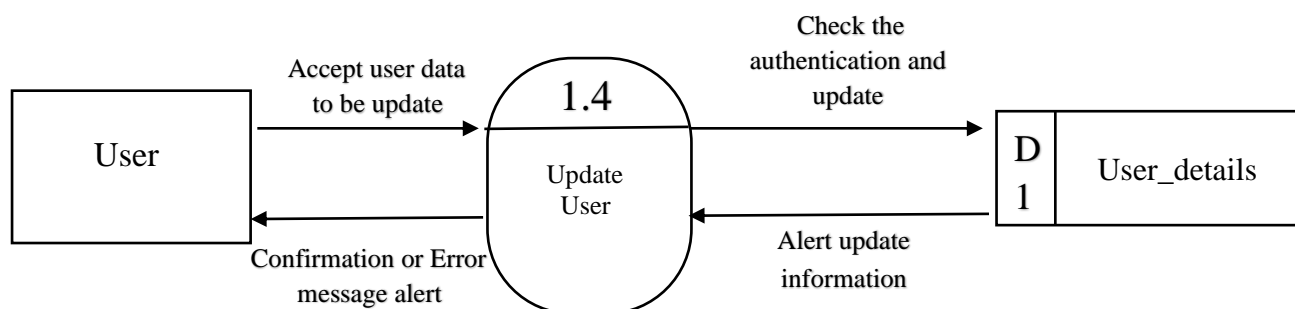 User
Accept user data
to be update
Confirmation or Error
message alert
1.4
Update
User
Check the
authentication and
update
Alert update
information
D
1
User_details